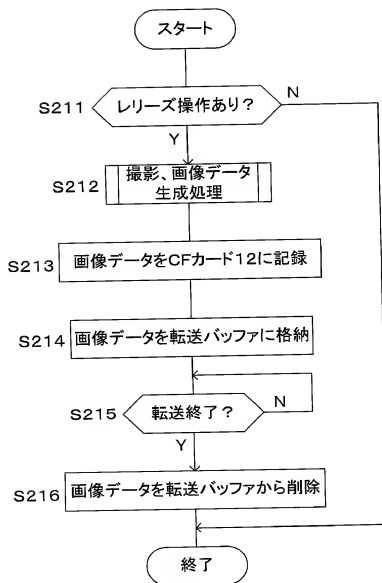 スタート
S211
レリーズ操作あり?
N
Y
S212
撮影、画像データ
生成処理
S213
画像データをCFカード12に記録
S214
画像データを転送バッファに格納
S215
転送終了?
N
Y
S216
画像データを転送バッファから削除
終了